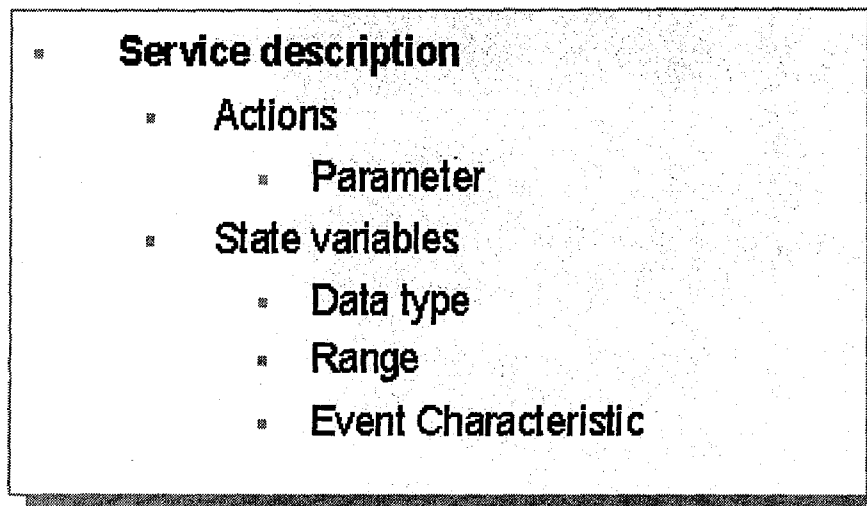 Service description
Actions
Parameter
State variables
Data type
Range
Event Characteristic